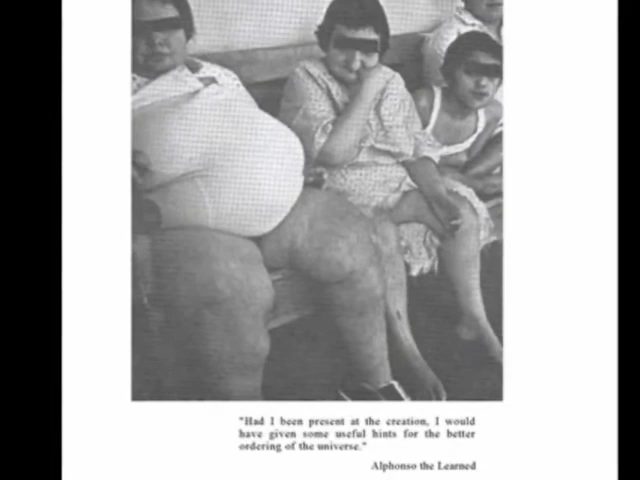 "Had I been present at the creation, I would
have given some useful hints for the better
ordering of the universe."
Alphonso the Learned